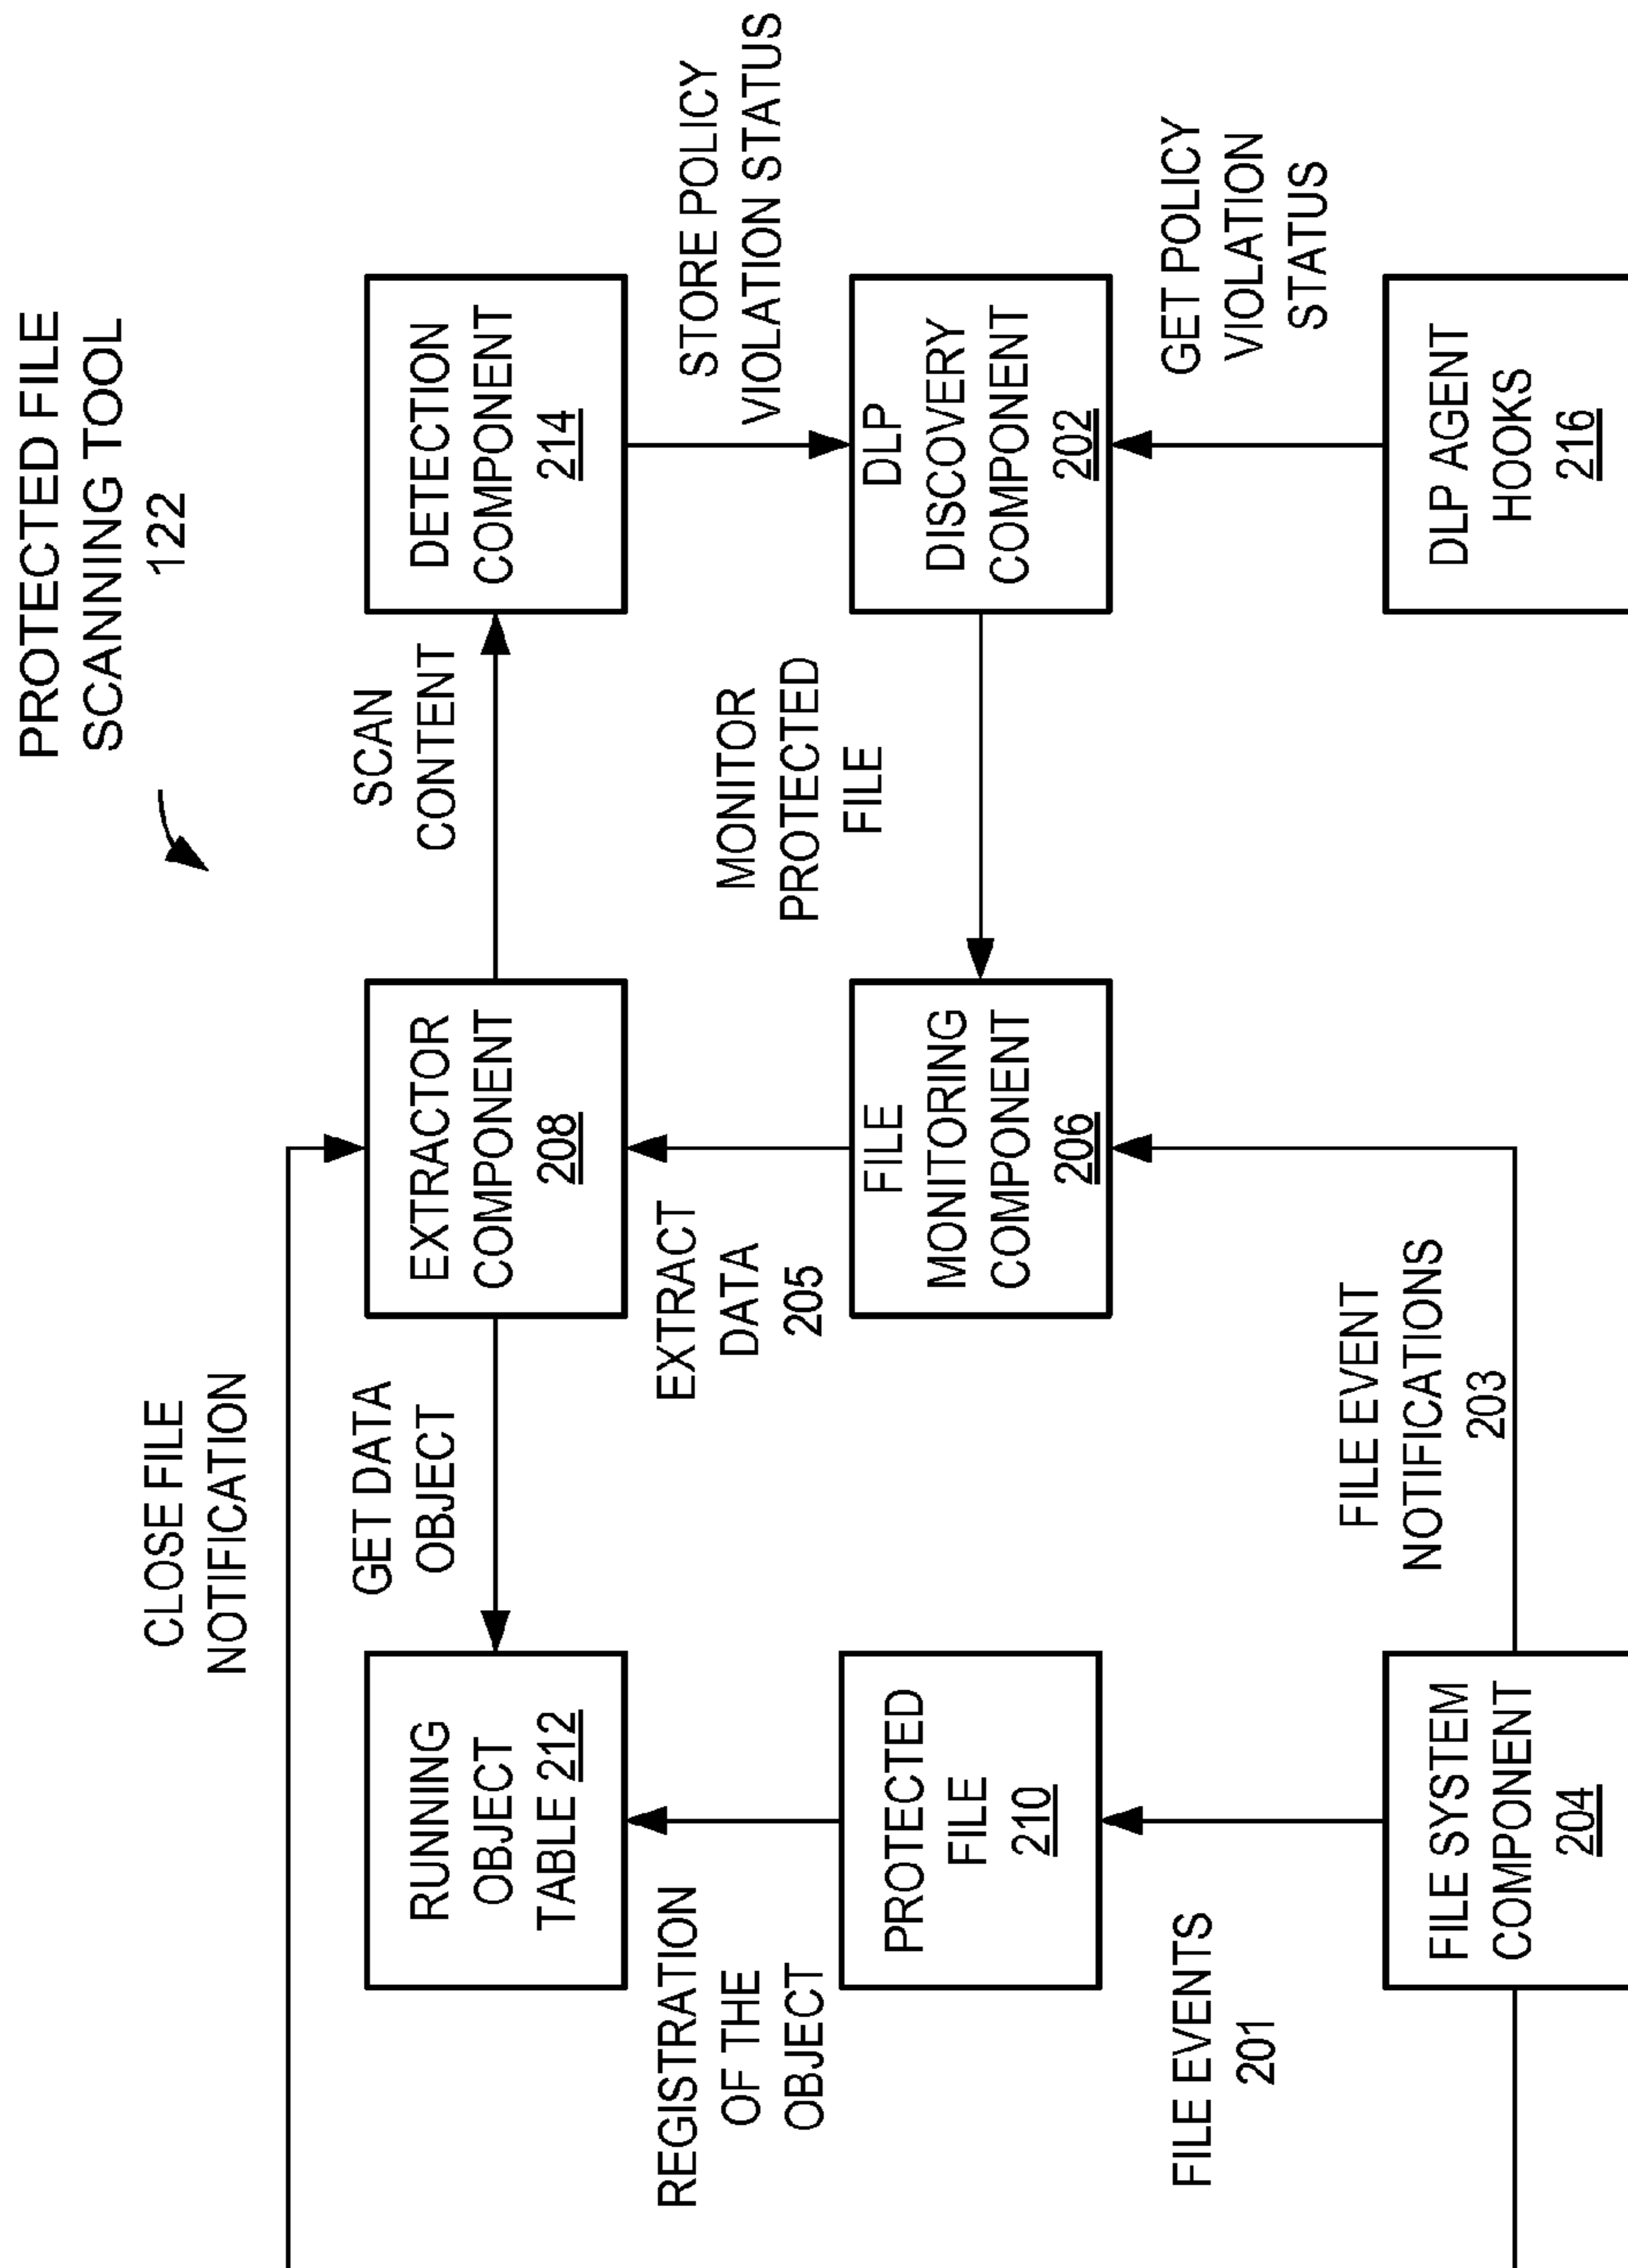 PROTECTED FILE
SCANNING TOOL
122
CLOSE FILE
NOTIFICATION
RUNNING
OBJECT
TABLE 212
GET DATA
OBJECT
EXTRACTOR
COMPONENT
208
SCAN
CONTENT
DETECTION
COMPONENT
214
REGISTRATION
OF THE
OBJECT
EXTRACT
DATA
205
STORE POLICY
VIOLATION STATUS
PROTECTED
FILE
210
FILE
MONITORING
COMPONENT
206
MONITOR
PROTECTED
FILE
DLP
DISCOVERY
COMPONENT
202
FILE EVENTS
201
FILE EVENT
NOTIFICATIONS
203
GET POLICY
VIOLATION
STATUS
FILE SYSTEM
COMPONENT
204
DLP AGENT
HOOKS
216